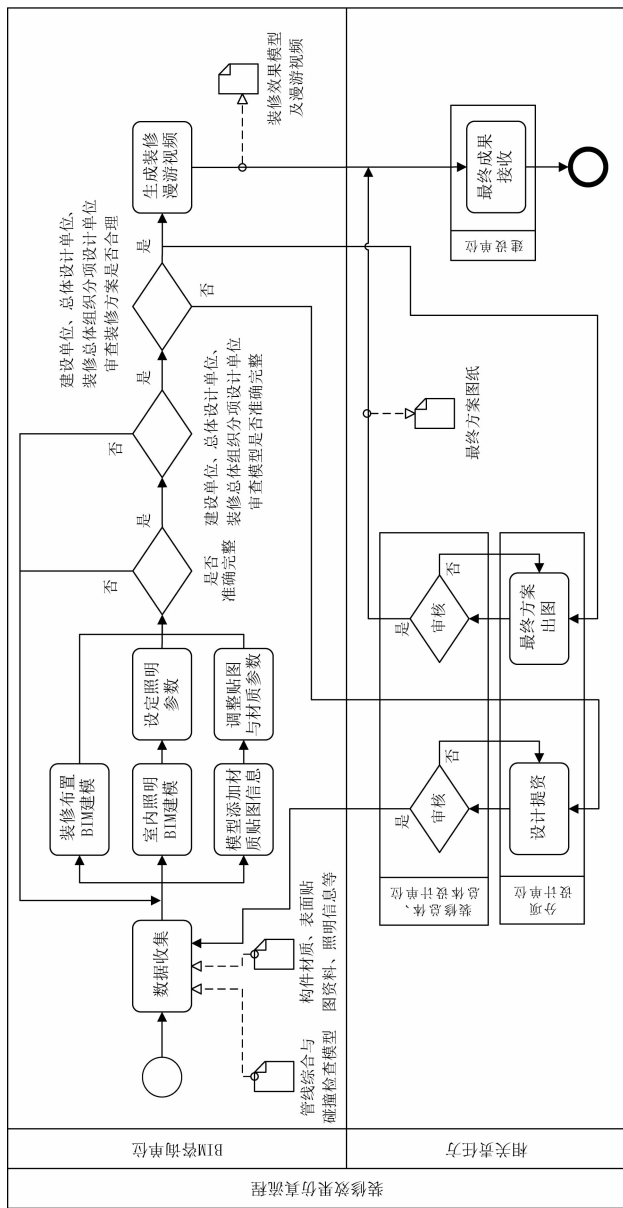 装修效果仿真流程
BIM咨询单位
数据收集
管线综合与
碰撞检查模型
构件材质、表面贴
图资料、照明信息等
装修布置
BIM建模
室内照明
BIM建模
设定照明
参数
模型添加材
质贴图信息
调整贴图
与材质参数
是否
准确完整
否
是
建设单位、总体设计单位、
装修总体组织分项设计单位
审查模型是否准确完整
否
是
建设单位、总体设计单位、
装修总体组织分项设计单位
审查装修方案是否合理
否
是
生成装修
漫游视频
装修效果模型
及漫游视频
相关责任方
装修总体、
总体设计单位
审核
是
否
审核
是
否
分项
设计单位
设计提资
最终方案
出图
最终方案图纸
建设单位
最终成果
接收